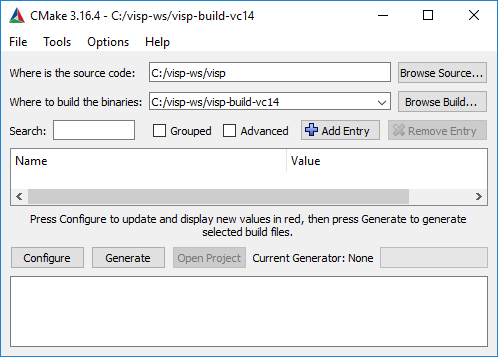 CMake 3.16.4 - C:/visp-ws/visp-build-vc14
File Tools Options Help
Where is the source code: C:/visp-ws/visp Browse Source...
Where to build the binaries: C:/visp-ws/visp-build-vc14 Browse Build...
Search: Grouped Advanced Add Entry Remove Entry
Name Value
Press Configure to update and display new values in red, then press Generate to generate
selected build files.
Configure Generate Open Project Current Generator: None